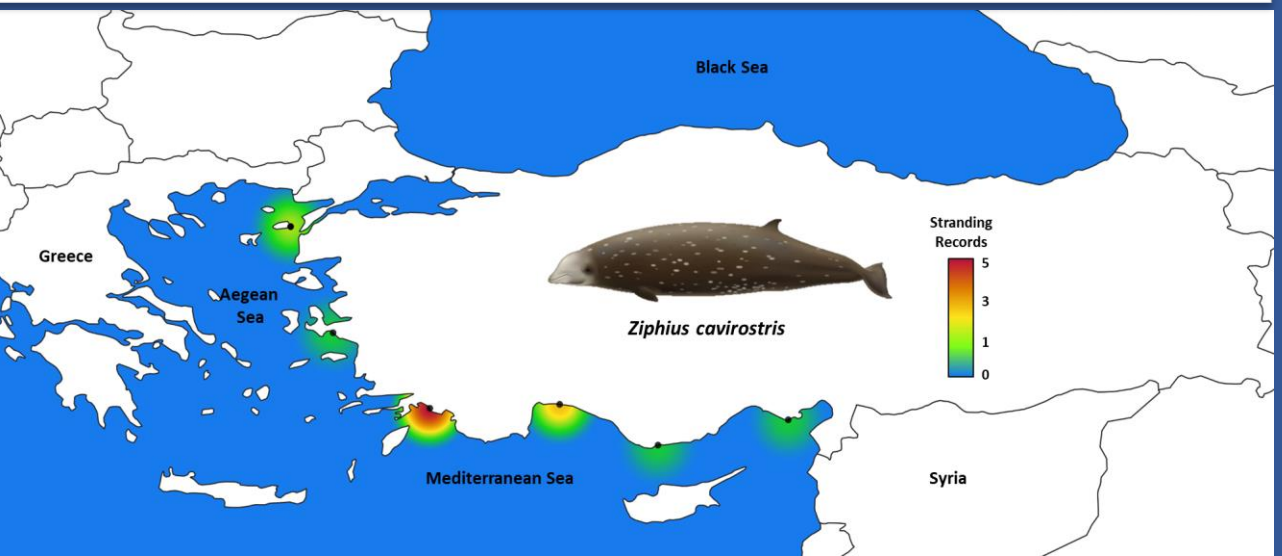 Black Sea
Stranding
Records
5
3
1
0
Greece
Aegean
Sea
Ziphius cavirostris
Mediterranean Sea
Syria